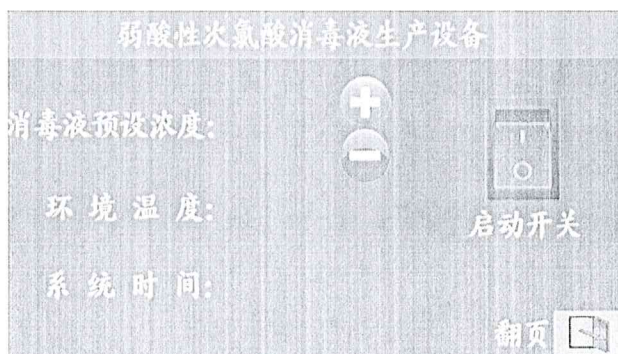 弱酸性次氯酸消毒液生产设备
消毒液预设浓度:
环境温度:
启动开关
系统时间:
翻页